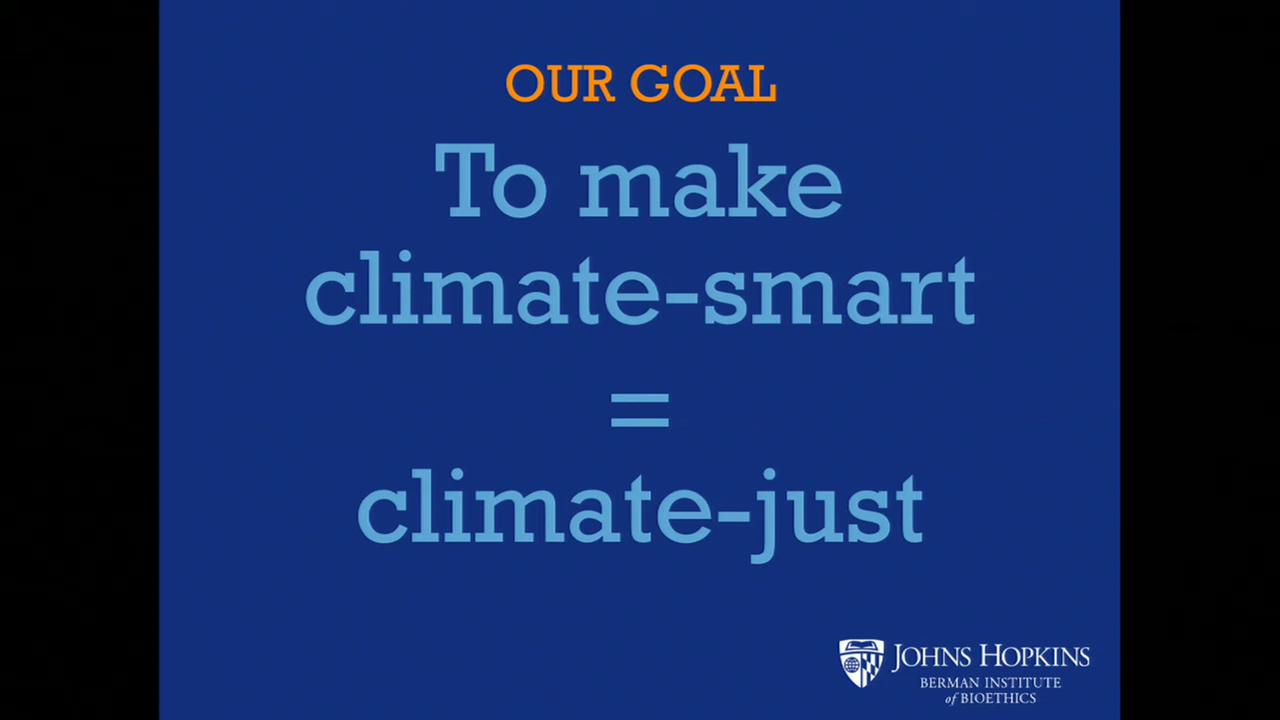 OUR GOAL
To make
climate-smart
=
climate-just
JOHNS HOPKINS
BERMAN INSTITUTE
of BIOETHICS